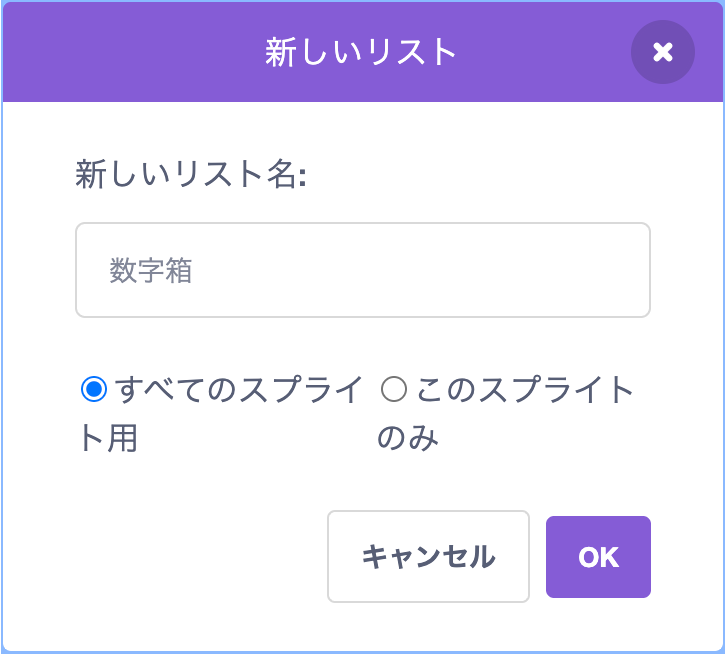 新しいリスト
新しいリスト名:
数字箱
すべてのスプライ
ト用
このスプライト
のみ
キャンセル
OK